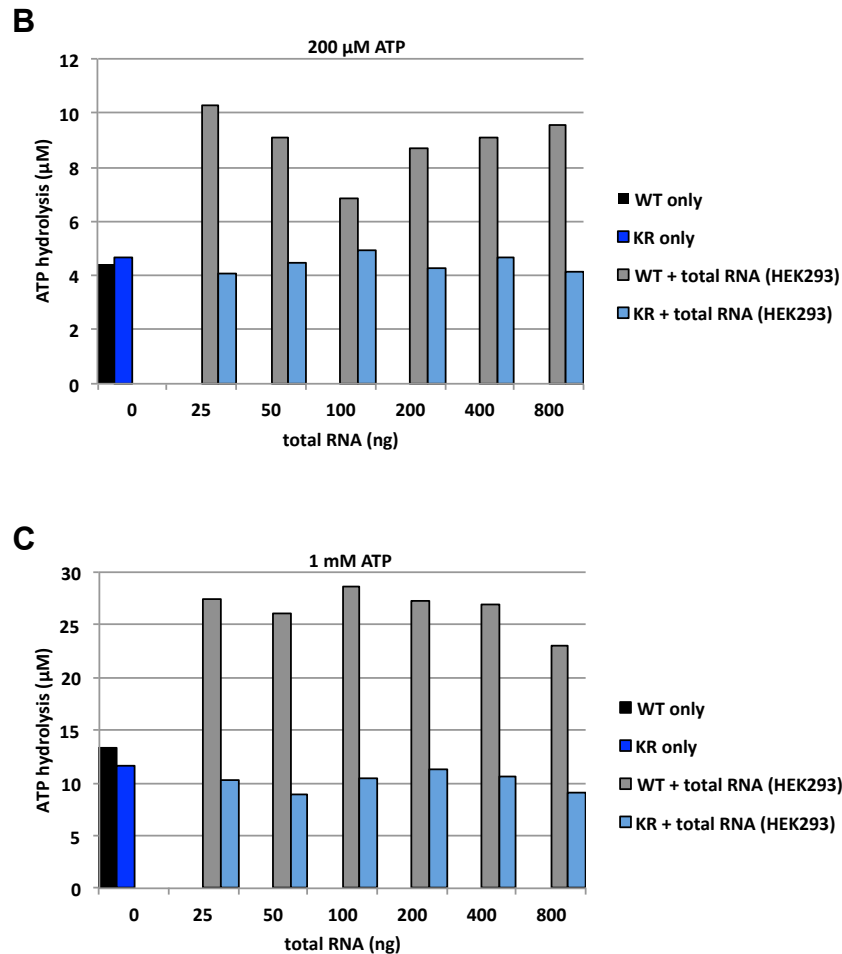 B
200 µM ATP
12
10
8
6
4
2
0
ATP hydrolysis (µM)
0 25 50 100 200 400 800
total RNA (ng)
WT only
KR only
WT + total RNA (HEK293)
KR + total RNA (HEK293)
C
1 mM ATP
30
25
20
15
10
5
0
ATP hydrolysis (µM)
0 25 50 100 200 400 800
total RNA (ng)
WT only
KR only
WT + total RNA (HEK293)
KR + total RNA (HEK293)